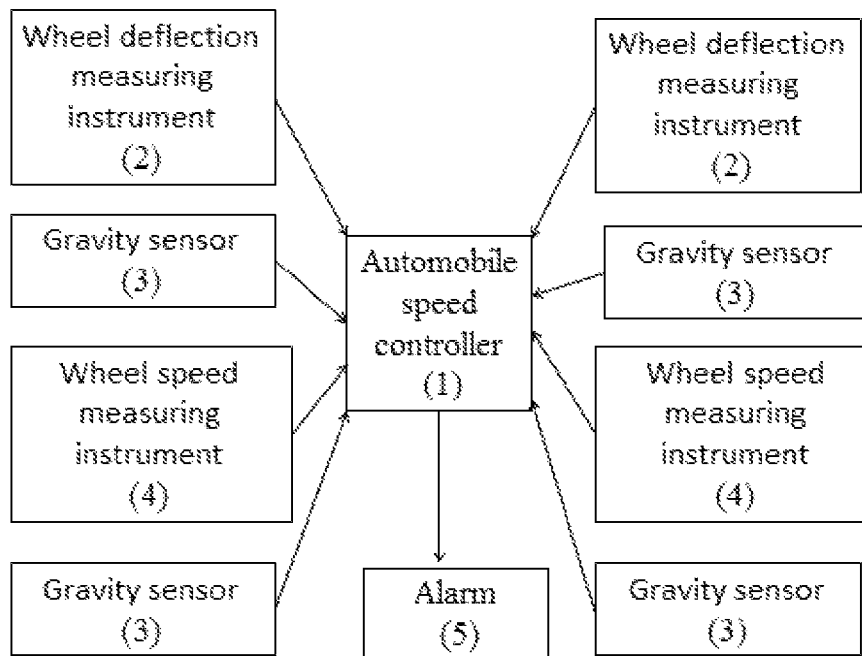 Wheel deflection
measuring
instrument
(2)
Wheel deflection
measuring
instrument
(2)
Gravity sensor
(3)
Automobile
speed
controller
(1)
Gravity sensor
(3)
Wheel speed
measuring
instrument
(4)
Wheel speed
measuring
instrument
(4)
Gravity sensor
(3)
Alarm
(5)
Gravity sensor
(3)